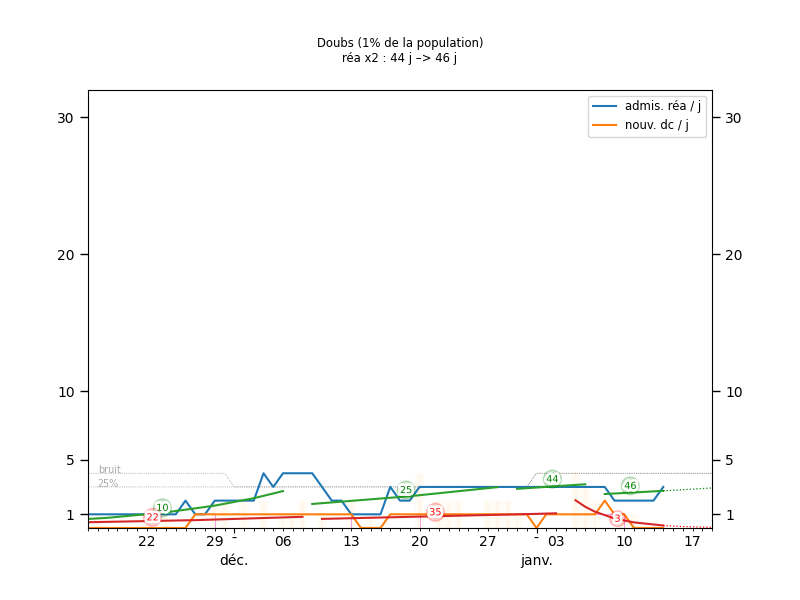 Doubs (1% de la population)
réa x2 : 44 j –> 46 j
admis. réa / j
nouv. dc / j
30 30
20 20
10 10
5 5
1 1
bruit
25%
10
22
25
35
44
3
46
22 29 - 06 13 20 27 - 03 10 17
déc. janv.